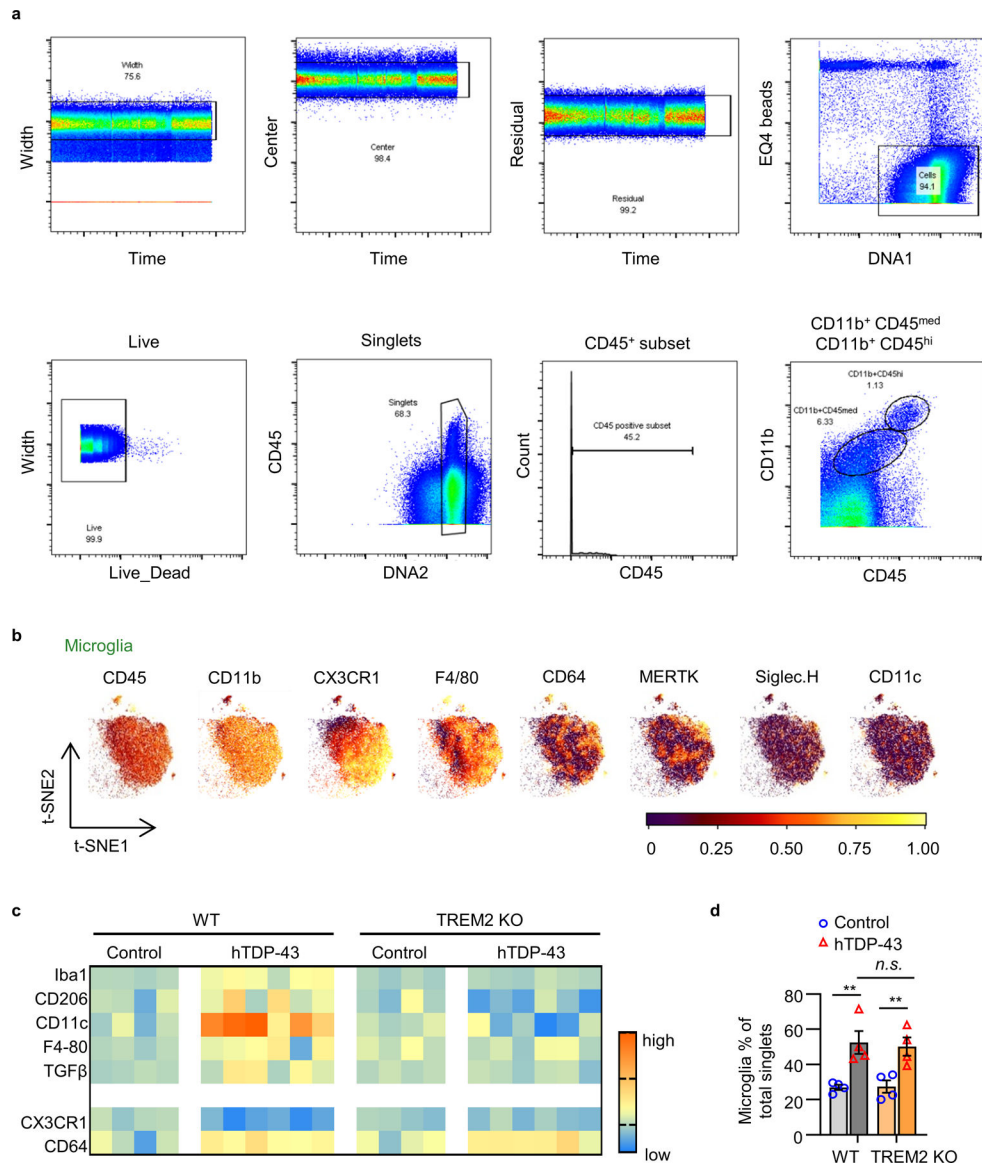 a
Width
75.6
Width
Time
Center
98.4
Center
Time
Residual
99.2
Residual
Time
EQ4 beads
Cells
94.1
DNA1
Live
Width
Live
99.9
Live_Dead
Singlets
CD45
Singlets
68.3
DNA2
CD45⁺ subset
Count
CD45 positive subset
45.2
CD45
CD11b⁺ CD45ᵐᵉᵈ
CD11b⁺ CD45ʰⁱ
CD11b+CD45hi
1.13
CD11b+CD45med
6.33
CD11b
CD45
b
Microglia
CD45 CD11b CX3CR1 F4/80 CD64 MERTK Siglec.H CD11c
t-SNE2
t-SNE1
0 0.25 0.50 0.75 1.00
c
WT TREM2 KO
Control hTDP-43 Control hTDP-43
Iba1
CD206
CD11c
F4-80
TGFβ
CX3CR1
CD64
high
low
d
Control
hTDP-43
n.s.
** **
Microglia % of
total singlets
80
60
40
20
0
WT TREM2 KO